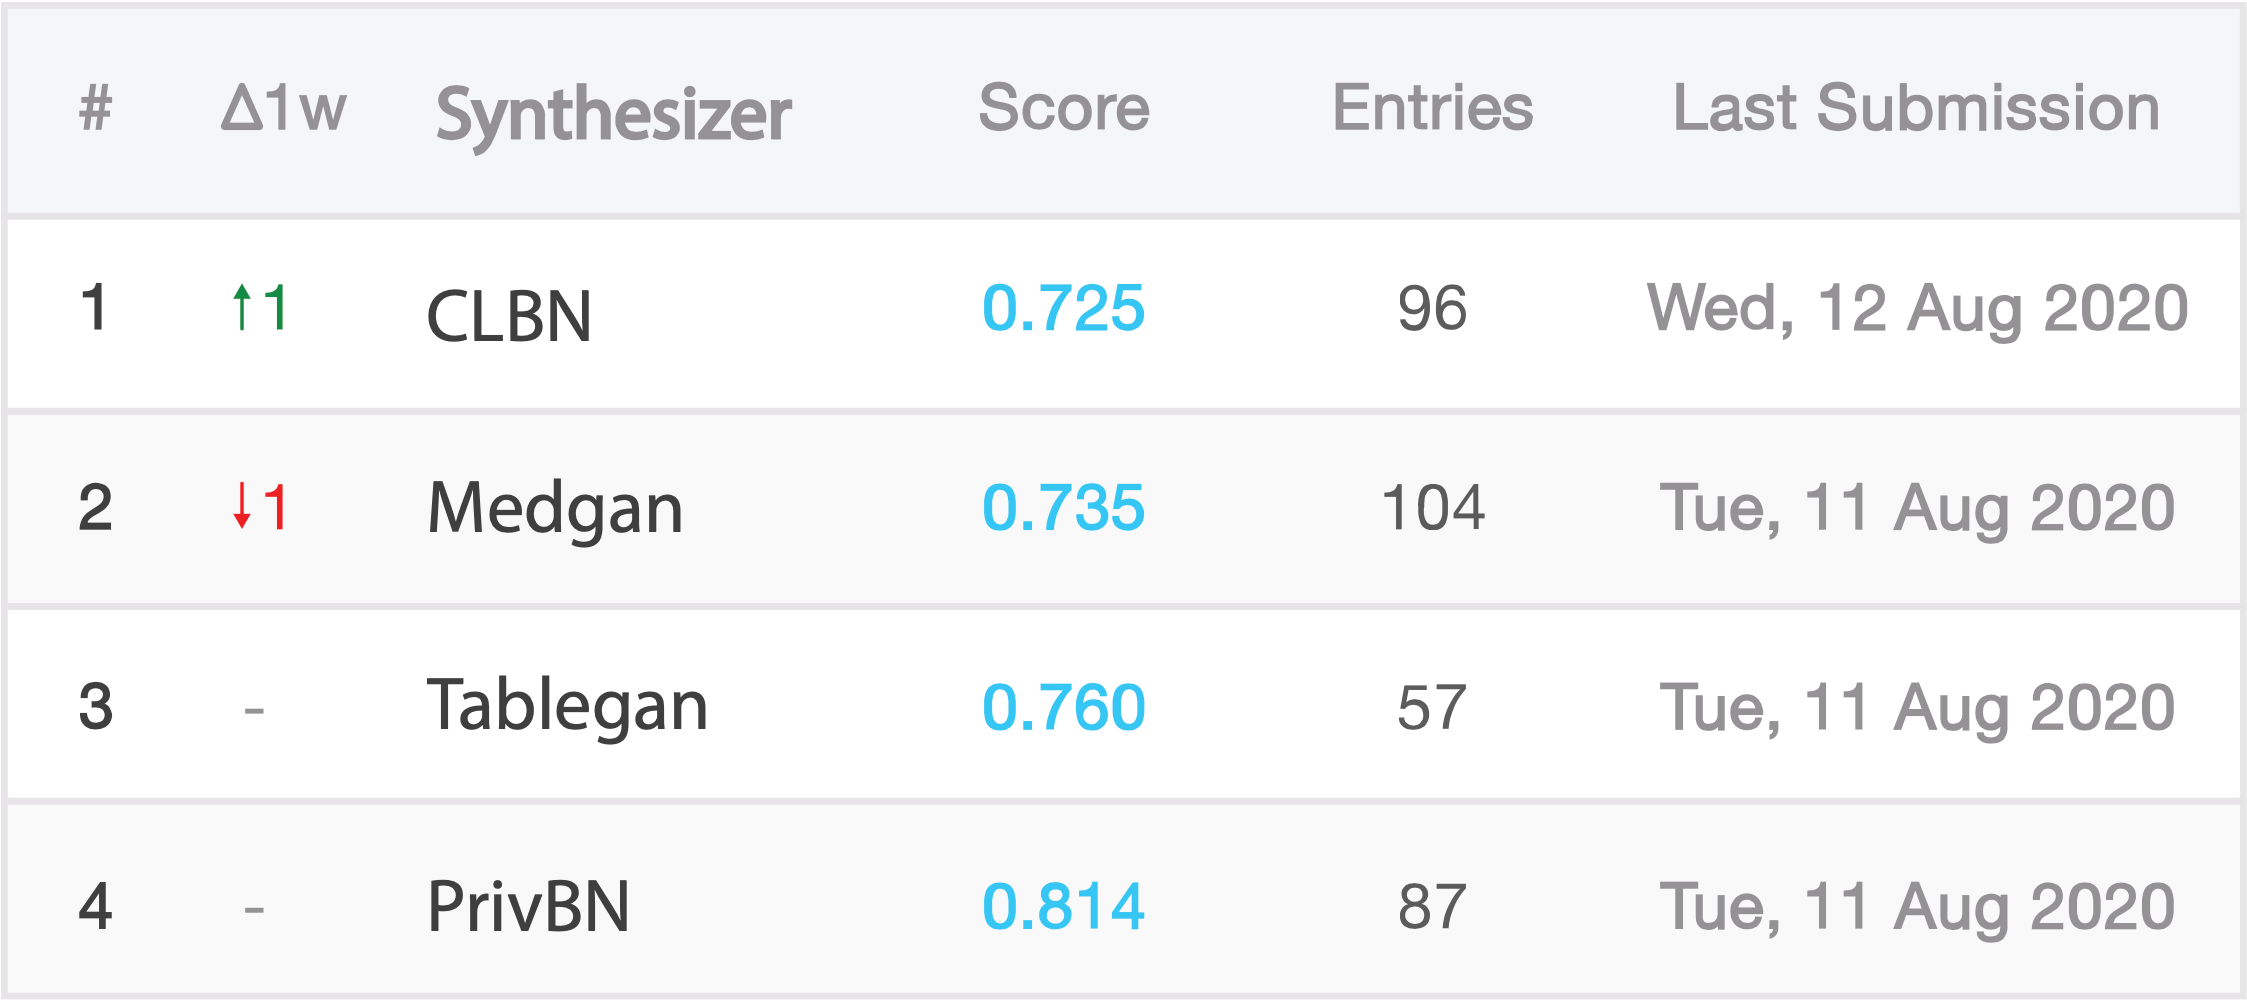 # Δ1w Synthesizer Score Entries Last Submission
1 ↑1 CLBN 0.725 96 Wed, 12 Aug 2020
2 ↓1 Medgan 0.735 104 Tue, 11 Aug 2020
3 - Tablegan 0.760 57 Tue, 11 Aug 2020
4 - PrivBN 0.814 87 Tue, 11 Aug 2020